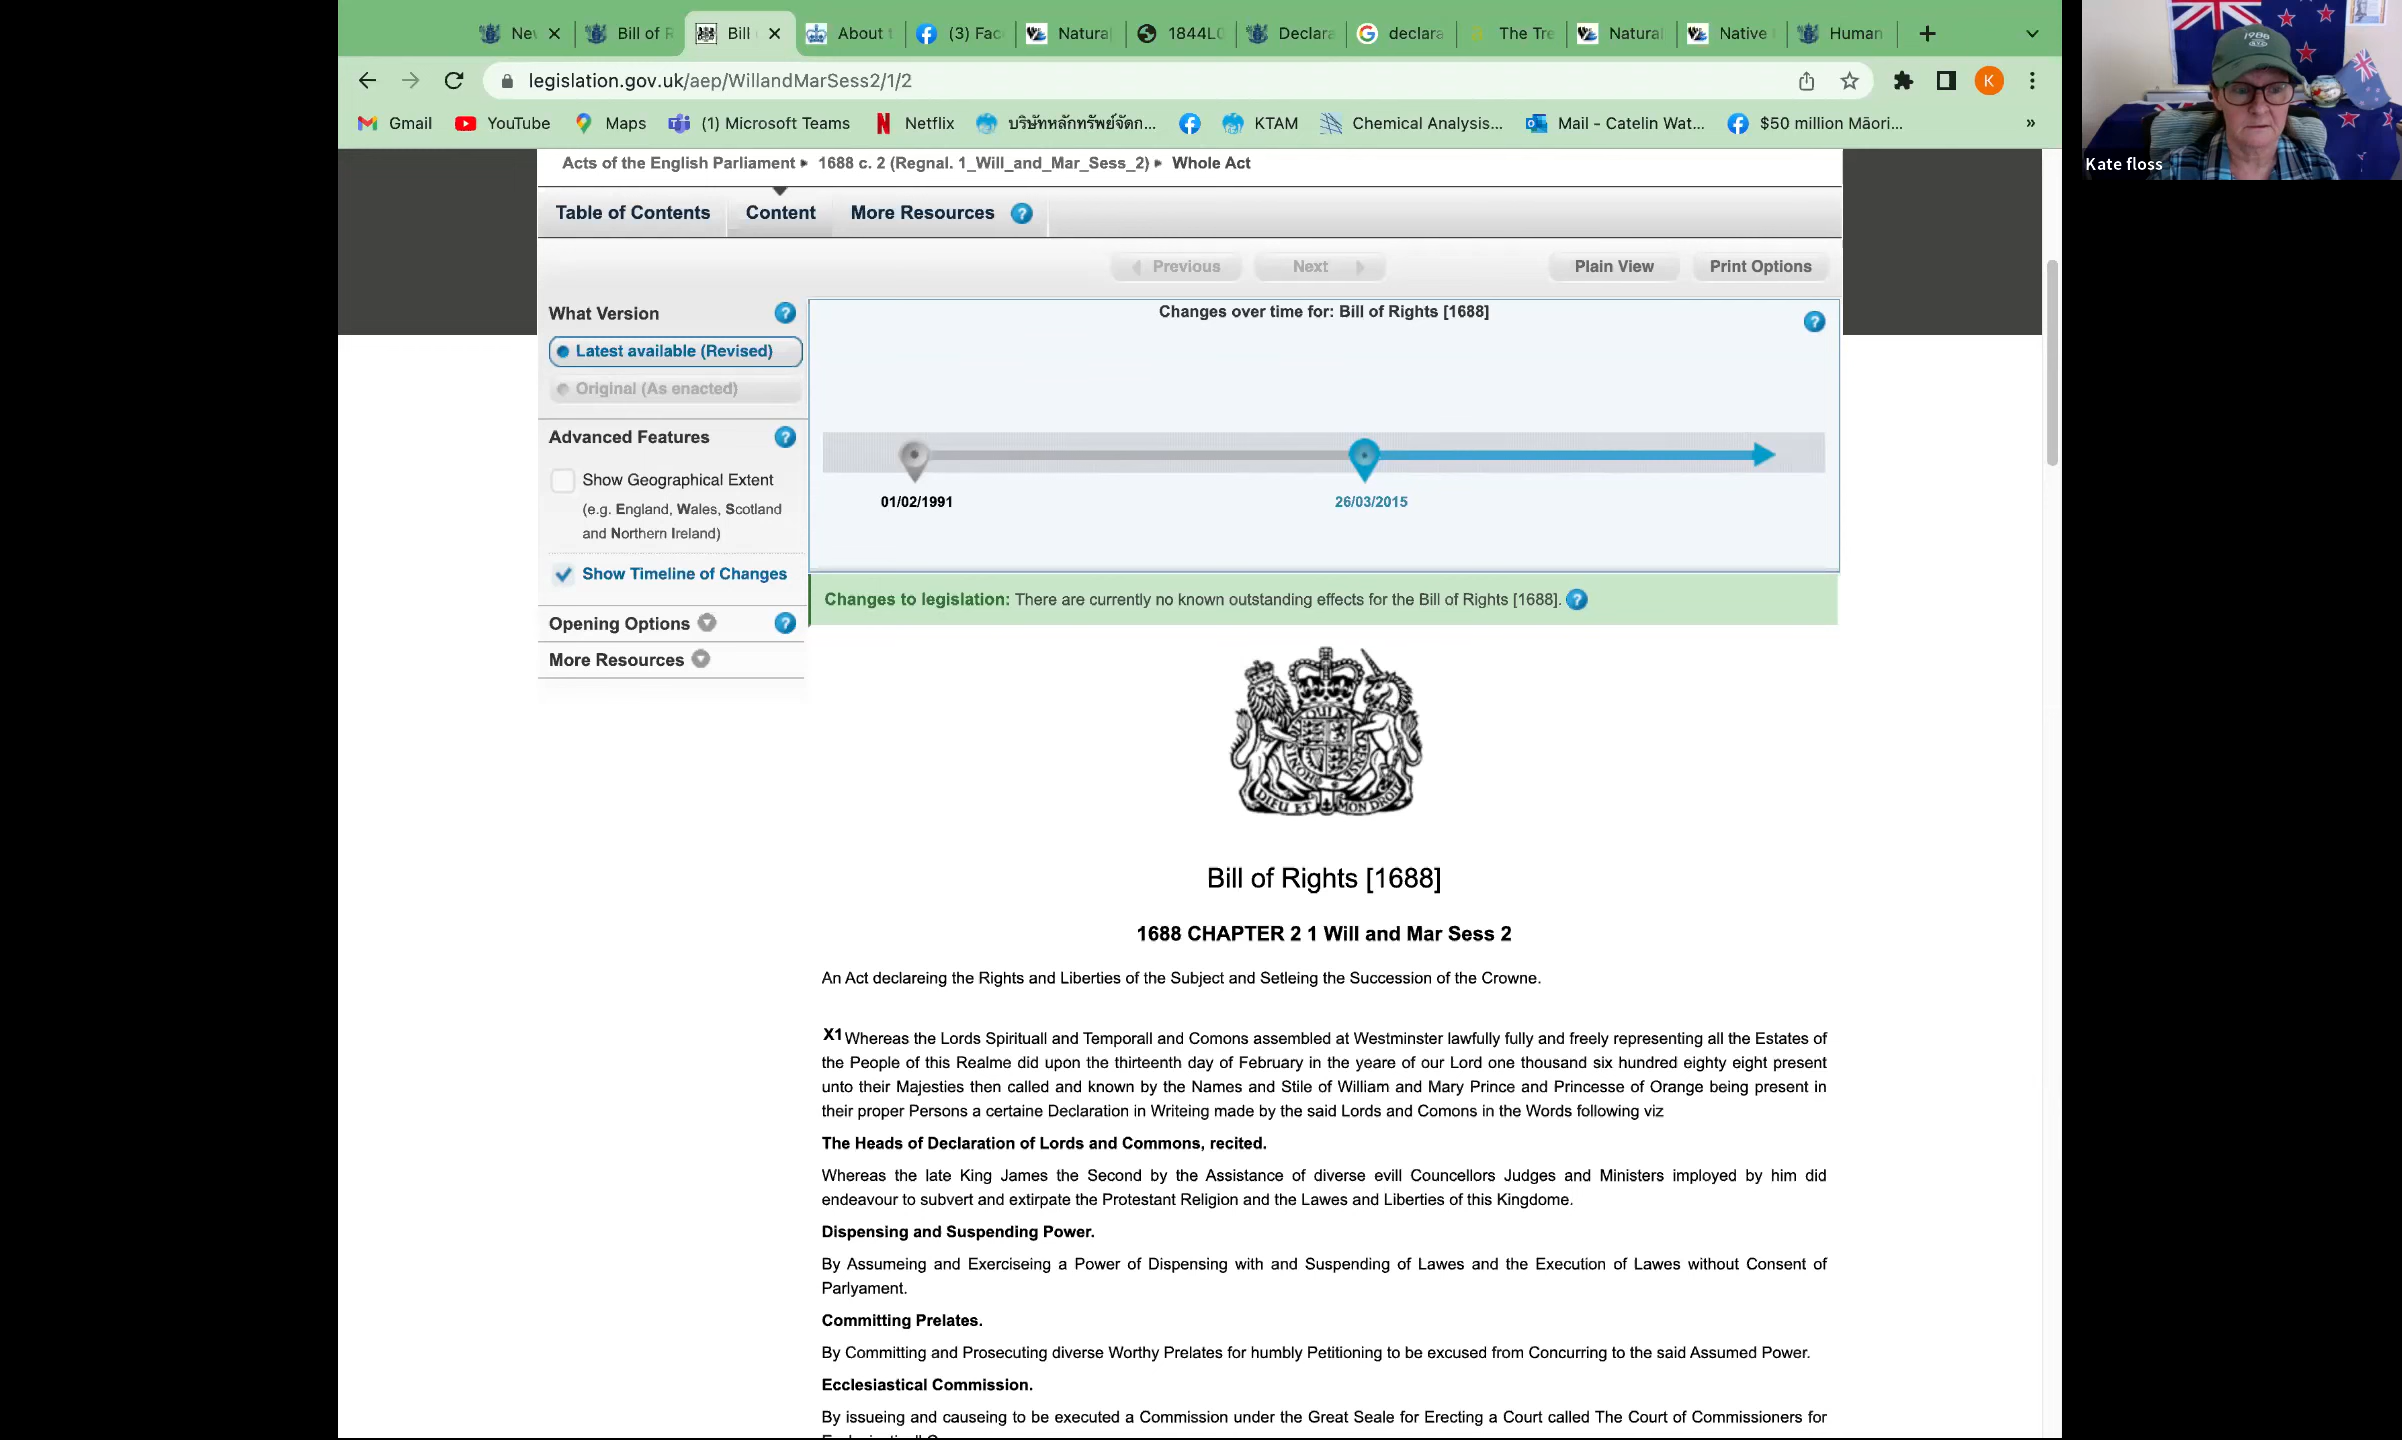 Nev
Bill of R
Bill
About t
(3) Fac
Natura
1844LC
Declara
declara
The Tre
Natural
Native
Human
legislation.gov.uk/aep/WillandMarSess2/1/2
K
Gmail
YouTube
Maps
(1) Microsoft Teams
Netflix
บริษัทหลักทรัพย์จัดก...
KTAM
Chemical Analysis...
Mail - Catelin Wat...
$50 million Māori...
»
1986
Kate floss
Acts of the English Parliament
1688 c. 2 (Regnal. 1_Will_and_Mar_Sess_2)
Whole Act
Table of Contents
Content
More Resources
?
Previous
Next
Plain View
Print Options
What Version
?
Latest available (Revised)
Original (As enacted)
Advanced Features
?
Show Geographical Extent
(e.g. England, Wales, Scotland
and Northern Ireland)
Show Timeline of Changes
Opening Options
?
More Resources
Changes over time for: Bill of Rights [1688]
?
01/02/1991
26/03/2015
Changes to legislation: There are currently no known outstanding effects for the Bill of Rights [1688].
?
DIEU ET MON DROIT
Bill of Rights [1688]
1688 CHAPTER 2 1 Will and Mar Sess 2
An Act declareing the Rights and Liberties of the Subject and Setleing the Succession of the Crowne.
X1 Whereas the Lords Spirituall and Temporall and Comons assembled at Westminster lawfully fully and freely representing all the Estates of
the People of this Realme did upon the thirteenth day of February in the yeare of our Lord one thousand six hundred eighty eight present
unto their Majesties then called and known by the Names and Stile of William and Mary Prince and Princesse of Orange being present in
their proper Persons a certaine Declaration in Writeing made by the said Lords and Comons in the Words following viz
The Heads of Declaration of Lords and Commons, recited.
Whereas the late King James the Second by the Assistance of diverse evill Councellors Judges and Ministers imployed by him did
endeavour to subvert and extirpate the Protestant Religion and the Lawes and Liberties of this Kingdome.
Dispensing and Suspending Power.
By Assumeing and Exerciseing a Power of Dispensing with and Suspending of Lawes and the Execution of Lawes without Consent of
Parlyament.
Committing Prelates.
By Committing and Prosecuting diverse Worthy Prelates for humbly Petitioning to be excused from Concurring to the said Assumed Power.
Ecclesiastical Commission.
By issueing and causeing to be executed a Commission under the Great Seale for Erecting a Court called The Court of Commissioners for